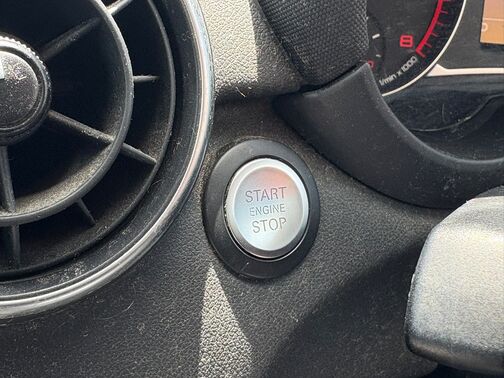 8
1/min x 1000
START
ENGINE
STOP